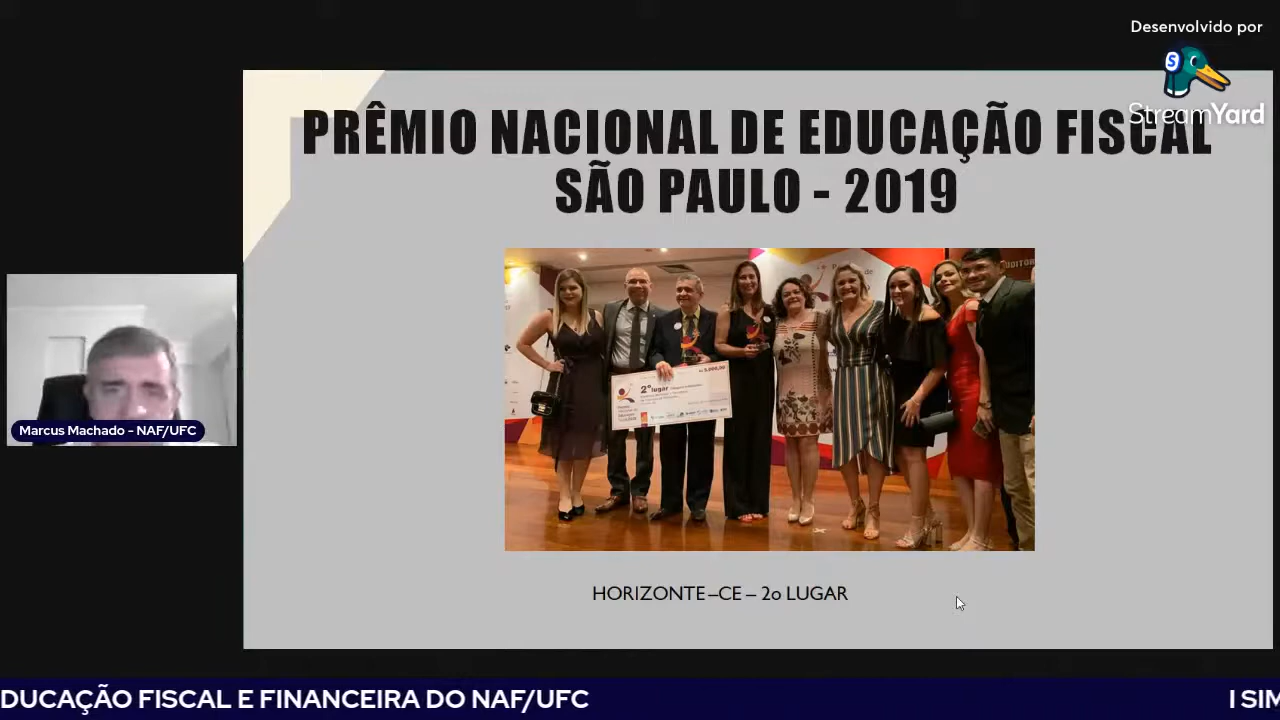 Desenvolvido por
StreamYard
PRÊMIO NACIONAL DE EDUCAÇÃO FISCAL
SÃO PAULO - 2019
2º lugar
HORIZONTE–CE – 2o LUGAR
Marcus Machado - NAF/UFC
DUCAÇÃO FISCAL E FINANCEIRA DO NAF/UFC
I SIM